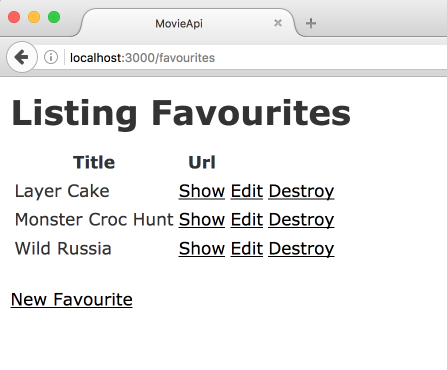 MovieApi
localhost:3000/favourites
Listing Favourites
Title Url
Layer Cake Show Edit Destroy
Monster Croc Hunt Show Edit Destroy
Wild Russia Show Edit Destroy
New Favourite